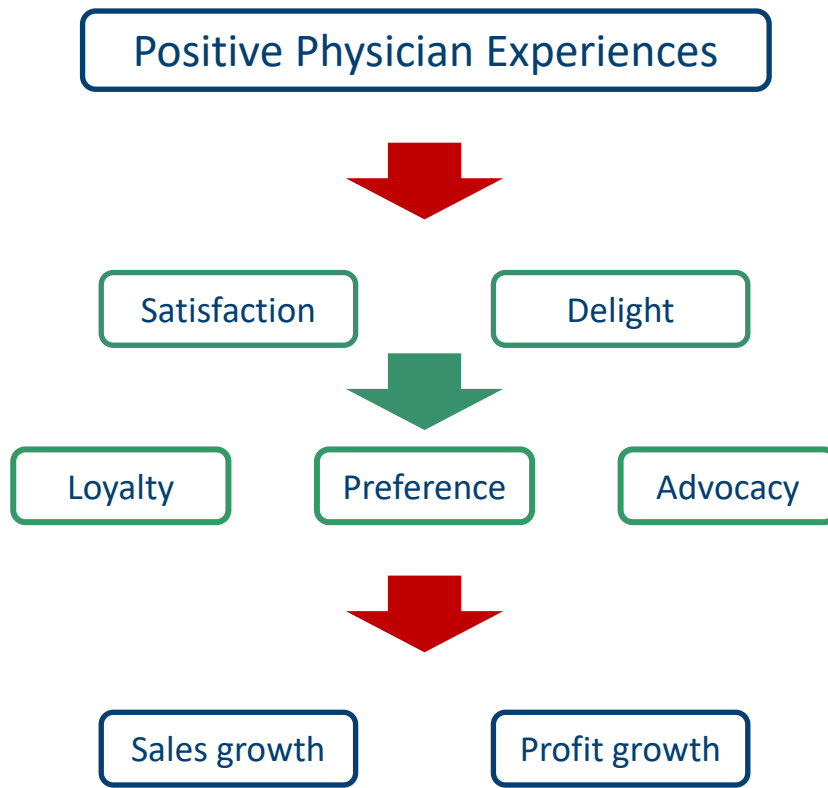 Positive Physician Experiences
Satisfaction
Delight
Loyalty
Preference
Advocacy
Sales growth
Profit growth